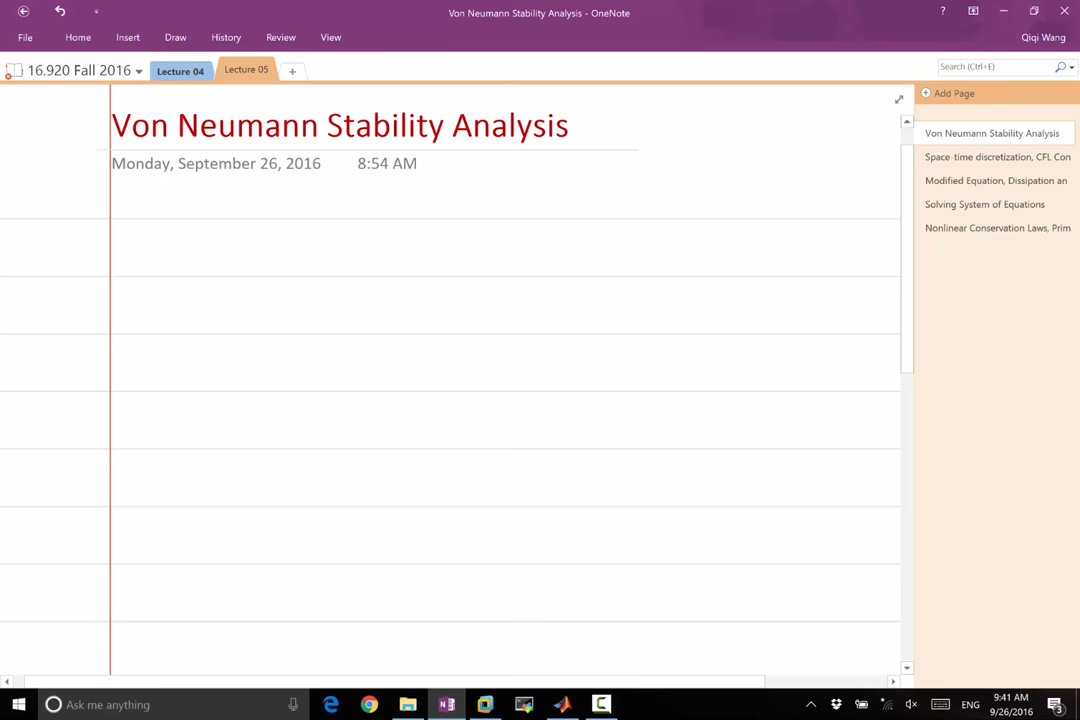 Von Neumann Stability Analysis - OneNote
?
File Home Insert Draw History Review View
Qiqi Wang
16.920 Fall 2016
Lecture 04
Lecture 05
Search (Ctrl+E)
Add Page
Von Neumann Stability Analysis
Monday, September 26, 2016 8:54 AM
Von Neumann Stability Analysis
Space-time discretization, CFL Con
Modified Equation, Dissipation an
Solving System of Equations
Nonlinear Conservation Laws, Prim
Ask me anything
ENG
9:41 AM
9/26/2016
3